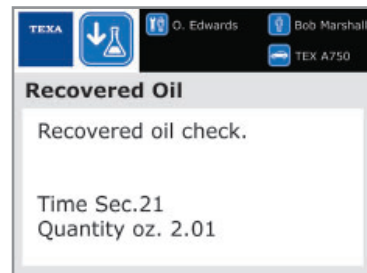 TEXA
O. Edwards
Bob Marshall
TEX A750
Recovered Oil
Recovered oil check.
Time Sec.21
Quantity oz. 2.01